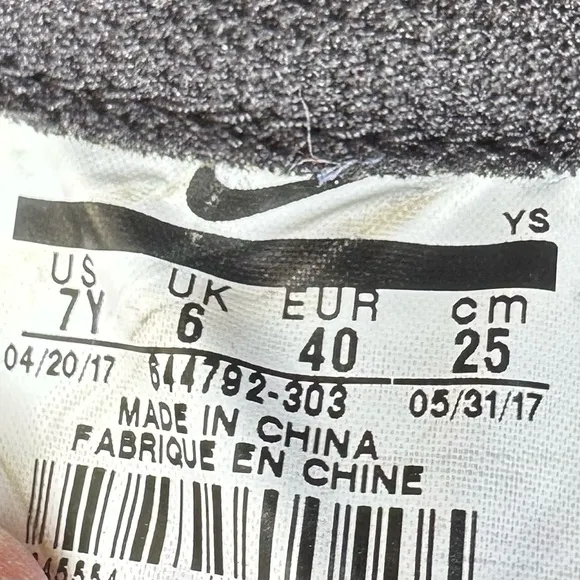 YS
US UK EUR cm
7Y 6 40 25
04/20/17 644792-303 05/31/17
MADE IN CHINA
FABRIQUE EN CHINE